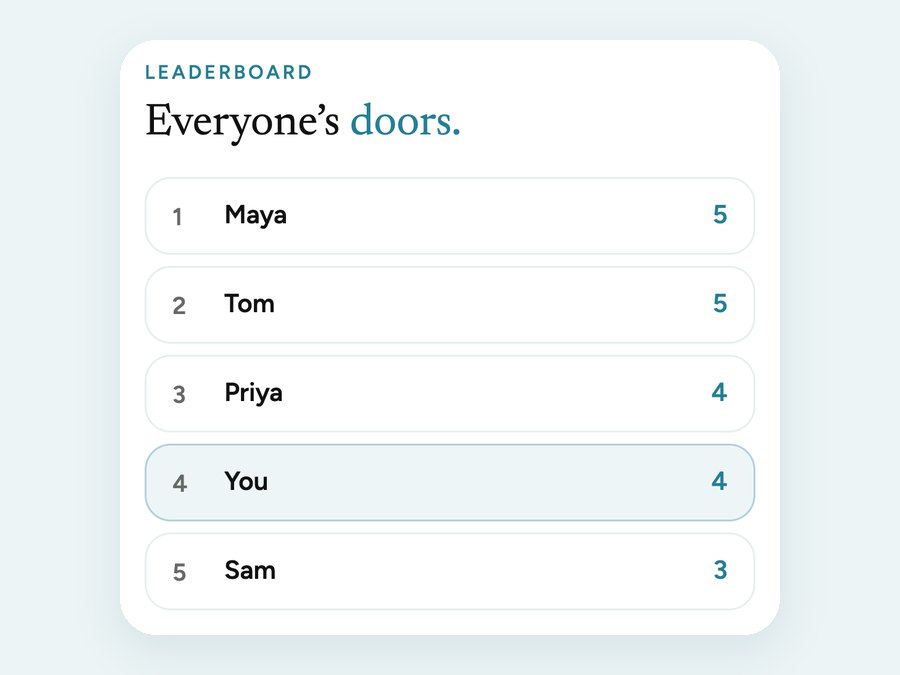 LEADERBOARD
Everyone’s doors.
1 Maya 5
2 Tom 5
3 Priya 4
4 You 4
5 Sam 3